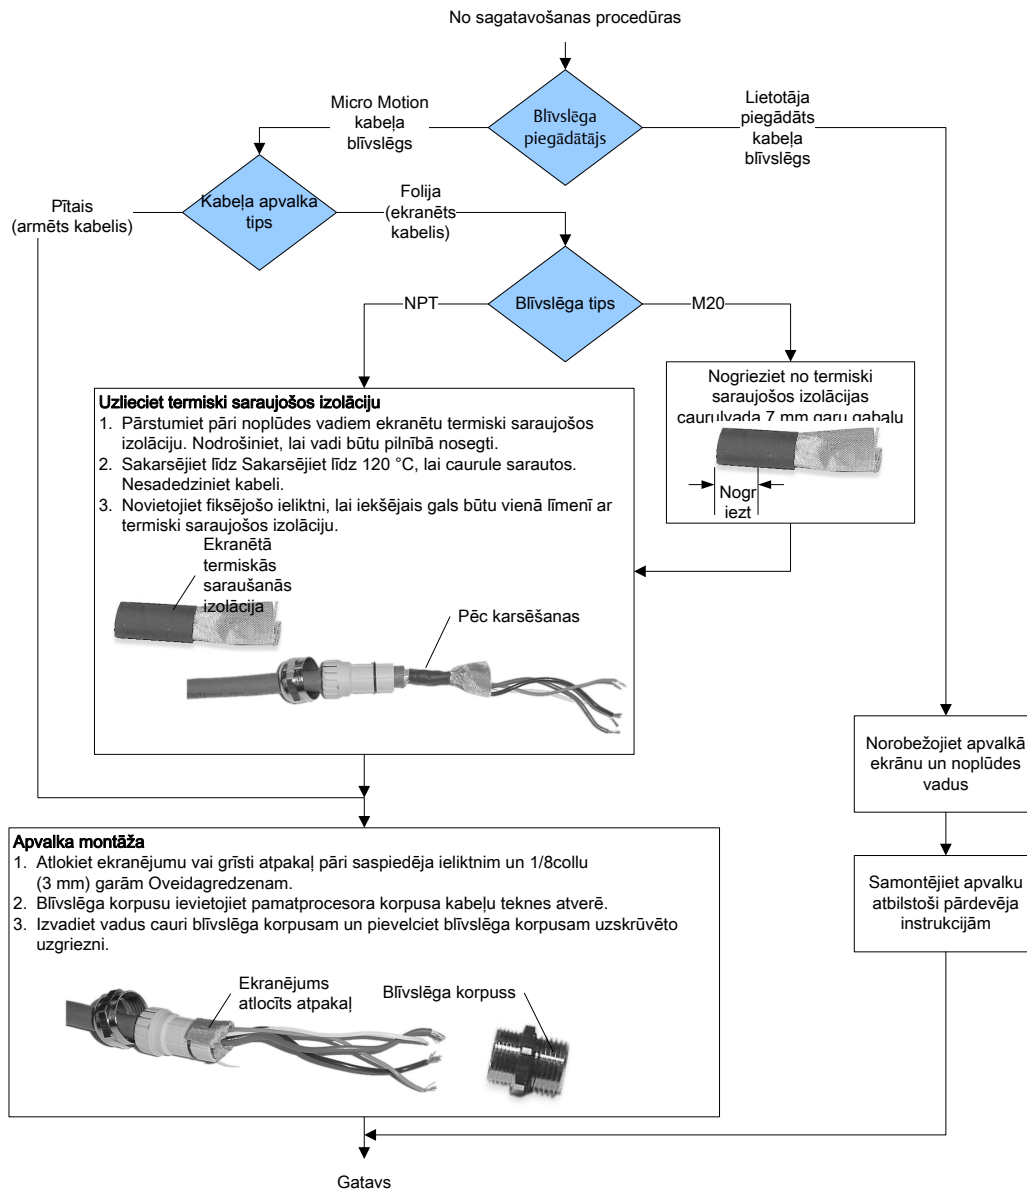 No sagatavošanas procedūras
Micro Motion
kabeļa
blīvslēgs
Blīvslēga
piegādātājs
Lietotāja
piegādāts
kabeļa
blīvslēgs
Pītais
(armēts kabelis)
Kabeļa apvalka
tips
Folija
(ekranēts
kabelis)
NPT
Blīvslēga tips
M20
Nogrieziet no termiski
saraujošos izolācijas
cauruļvada 7 mm garu gabalu
Nogr
iezt
Uzlieciet termiski saraujošos izolāciju
1. Pārstumiet pāri noplūdes vadiem ekranētu termiski saraujošos
izolāciju. Nodrošiniet, lai vadi būtu pilnībā nosegti.
2. Sakarsējiet līdz Sakarsējiet līdz 120 °C, lai caurule sarautos.
Nesadedziniet kabeli.
3. Novietojiet fiksējošo ieliktni, lai iekšējais gals būtu vienā līmenī ar
termiski saraujošos izolāciju.
Ekranētā
termiskās
saraušanās
izolācija
Pēc karsēšanas
Norobežojiet apvalkā
ekrānu un noplūdes
vadus
Apvalka montāža
1. Atlokiet ekranējumu vai grīsti atpakaļ pāri saspiedēja ieliktnim un 1/8collu
(3 mm) garām Oveidagredzenam.
2. Blīvslēga korpusu ievietojiet pamatprocesora korpusa kabeļu teknes atverē.
3. Izvadiet vadus cauri blīvslēga korpusam un pievelciet blīvslēga korpusam uzskrūvēto
uzgriezni.
Ekranējums
atlocīts atpakaļ
Blīvslēga korpuss
Samontējiet apvalku
atbilstoši pārdevēja
instrukcijām
Gatavs